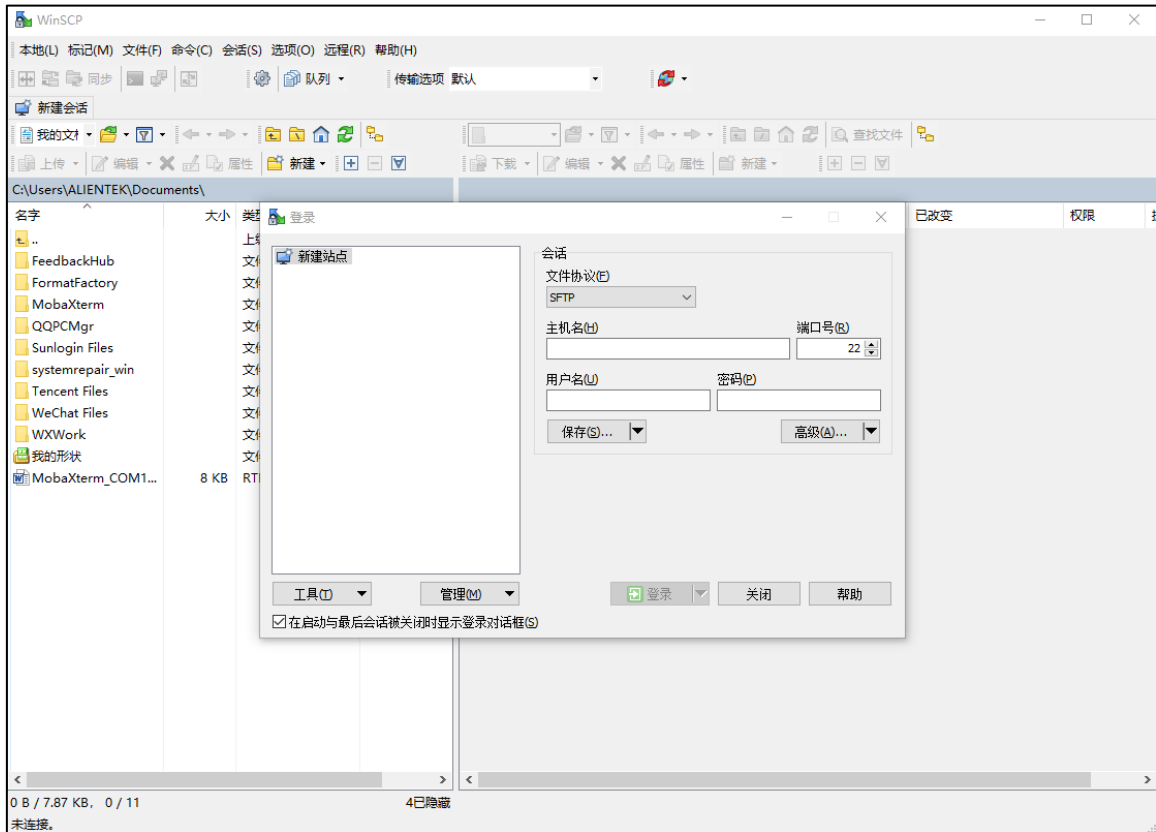 WinSCP
本地(L) 标记(M) 文件(F) 命令(C) 会话(S) 选项(O) 远程(R) 帮助(H)
同步 队列 传输选项 默认
新建会话
我的文 查找文件
上传 编辑 属性 新建 下载 编辑 属性 新建
C:\Users\ALIENTEK\Documents\
名字 大小 类型 已改变 权限
..
FeedbackHub
FormatFactory
MobaXterm
QQPCMgr
Sunlogin Files
systemrepair_win
Tencent Files
WeChat Files
WXWork
我的形状
MobaXterm_COM1... 8 KB RT
登录
新建站点
会话
文件协议(F)
SFTP
主机名(H) 端口号(R)
22
用户名(U) 密码(P)
保存(S)... 高级(A)...
工具(T) 管理(M) 登录 关闭 帮助
在启动与最后会话被关闭时显示登录对话框(S)
0 B / 7.87 KB, 0 / 11 4已隐藏
未连接。